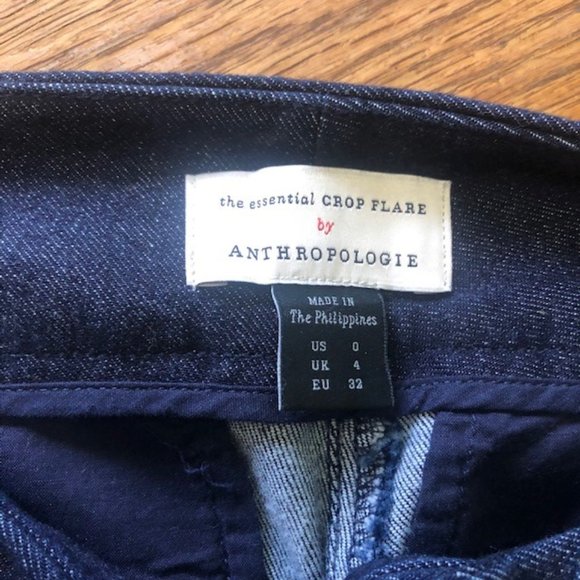 the essential CROP FLARE
by
ANTHROPOLOGIE
MADE IN
The Philippines
US 0
UK 4
EU 32